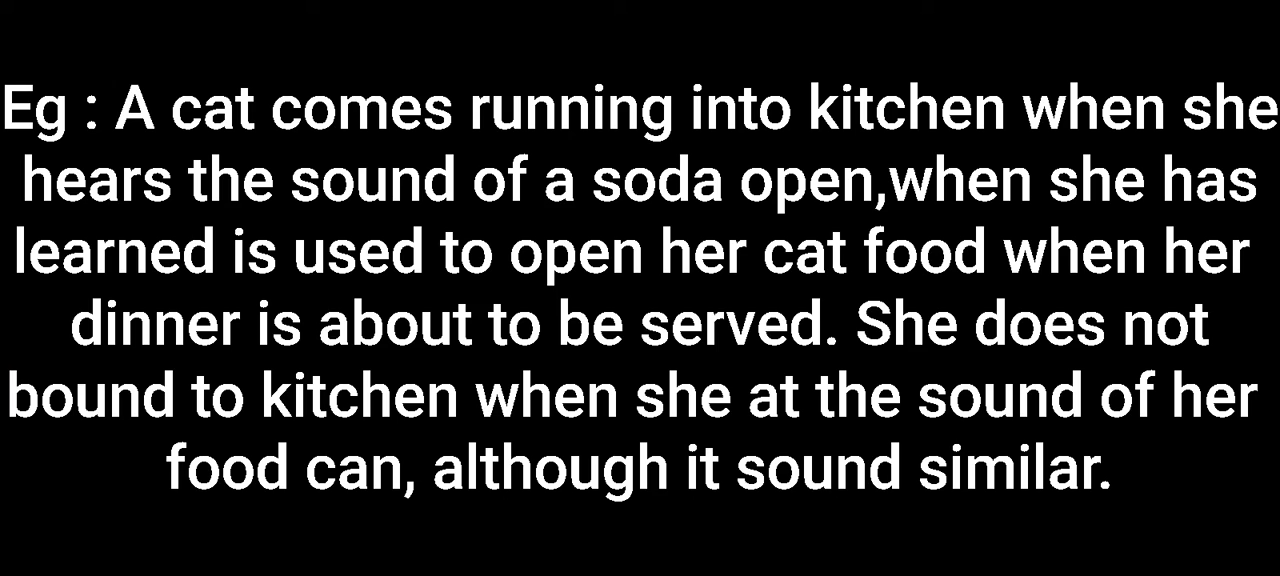 Eg : A cat comes running into kitchen when she
hears the sound of a soda open,when she has
learned is used to open her cat food when her
dinner is about to be served. She does not
bound to kitchen when she at the sound of her
food can, although it sound similar.